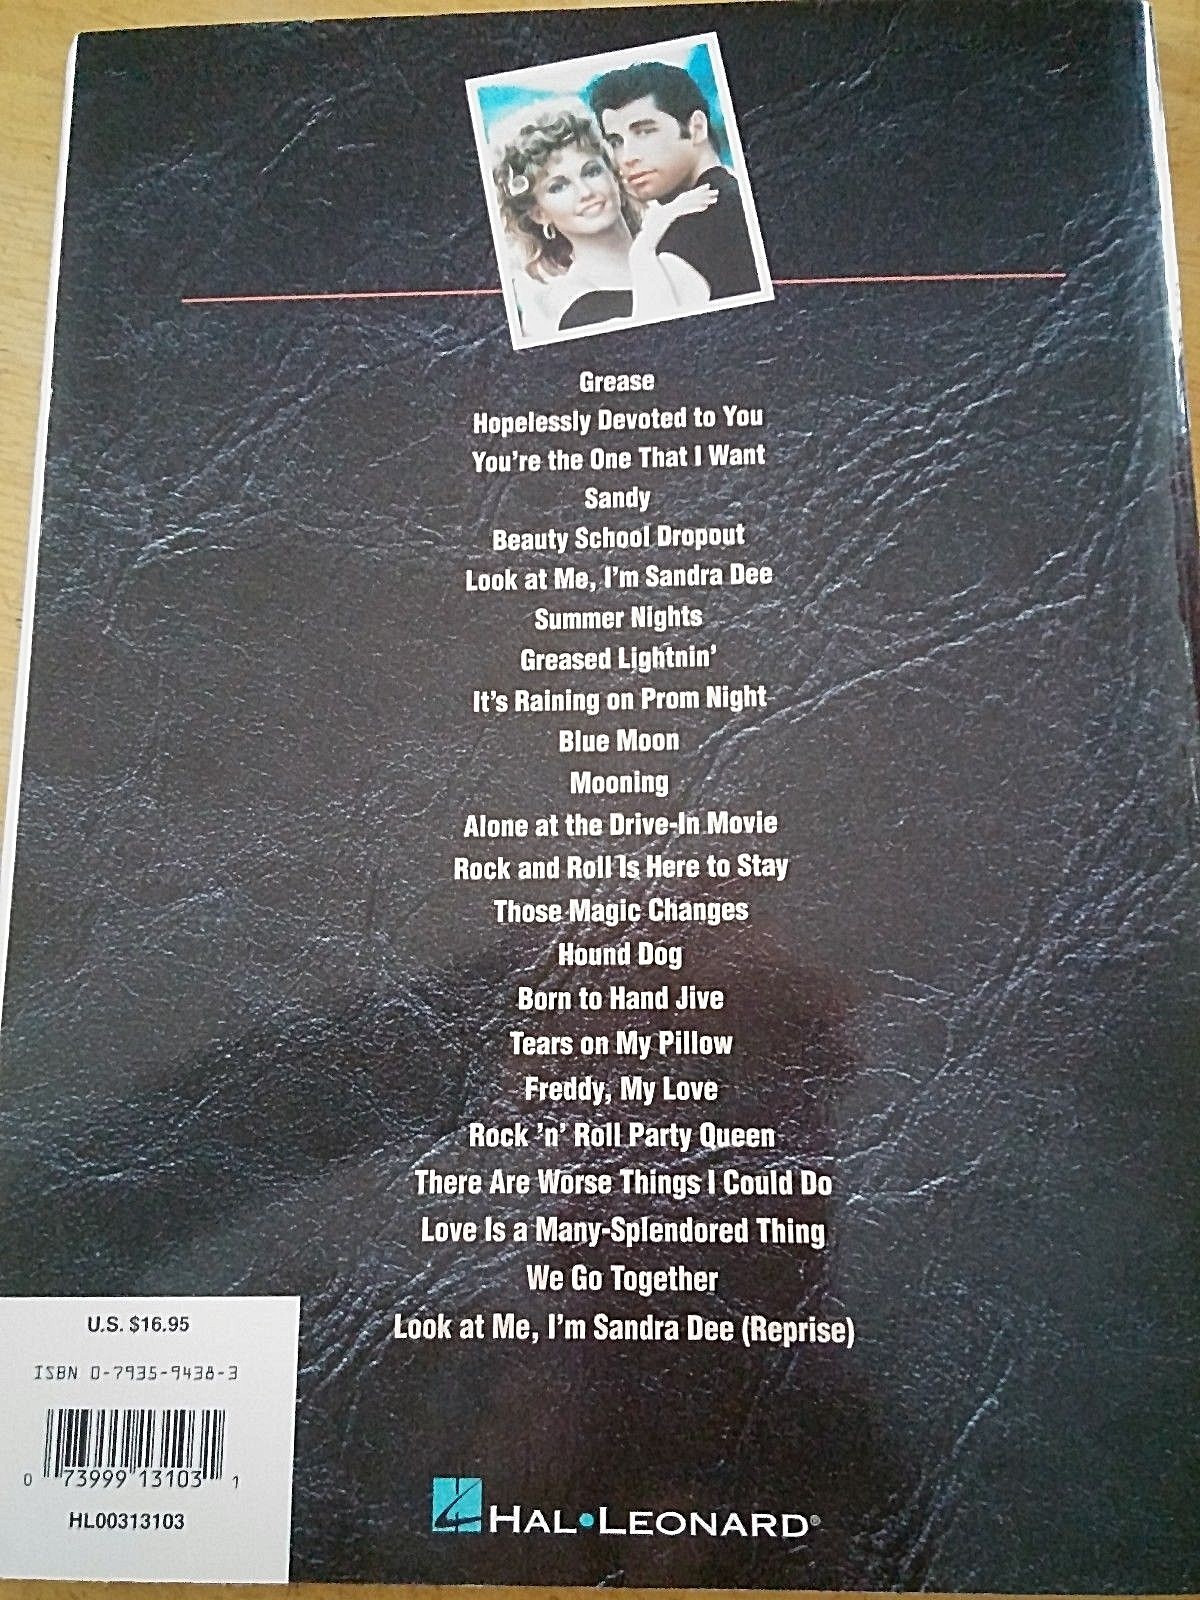 Grease
Hopelessly Devoted to You
You're the One That I Want
Sandy
Beauty School Dropout
Look at Me, I'm Sandra Dee
Summer Nights
Greased Lightnin'
It's Raining on Prom Night
Blue Moon
Mooning
Alone at the Drive-In Movie
Rock and Roll Is Here to Stay
Those Magic Changes
Hound Dog
Born to Hand Jive
Tears on My Pillow
Freddy, My Love
Rock 'n' Roll Party Queen
There Are Worse Things I Could Do
Love Is a Many-Splendored Thing
We Go Together
Look at Me, I'm Sandra Dee (Reprise)
U.S. $16.95
ISBN 0-7935-9438-3
0 73999 13103 1
HL00313103
HAL•LEONARD®